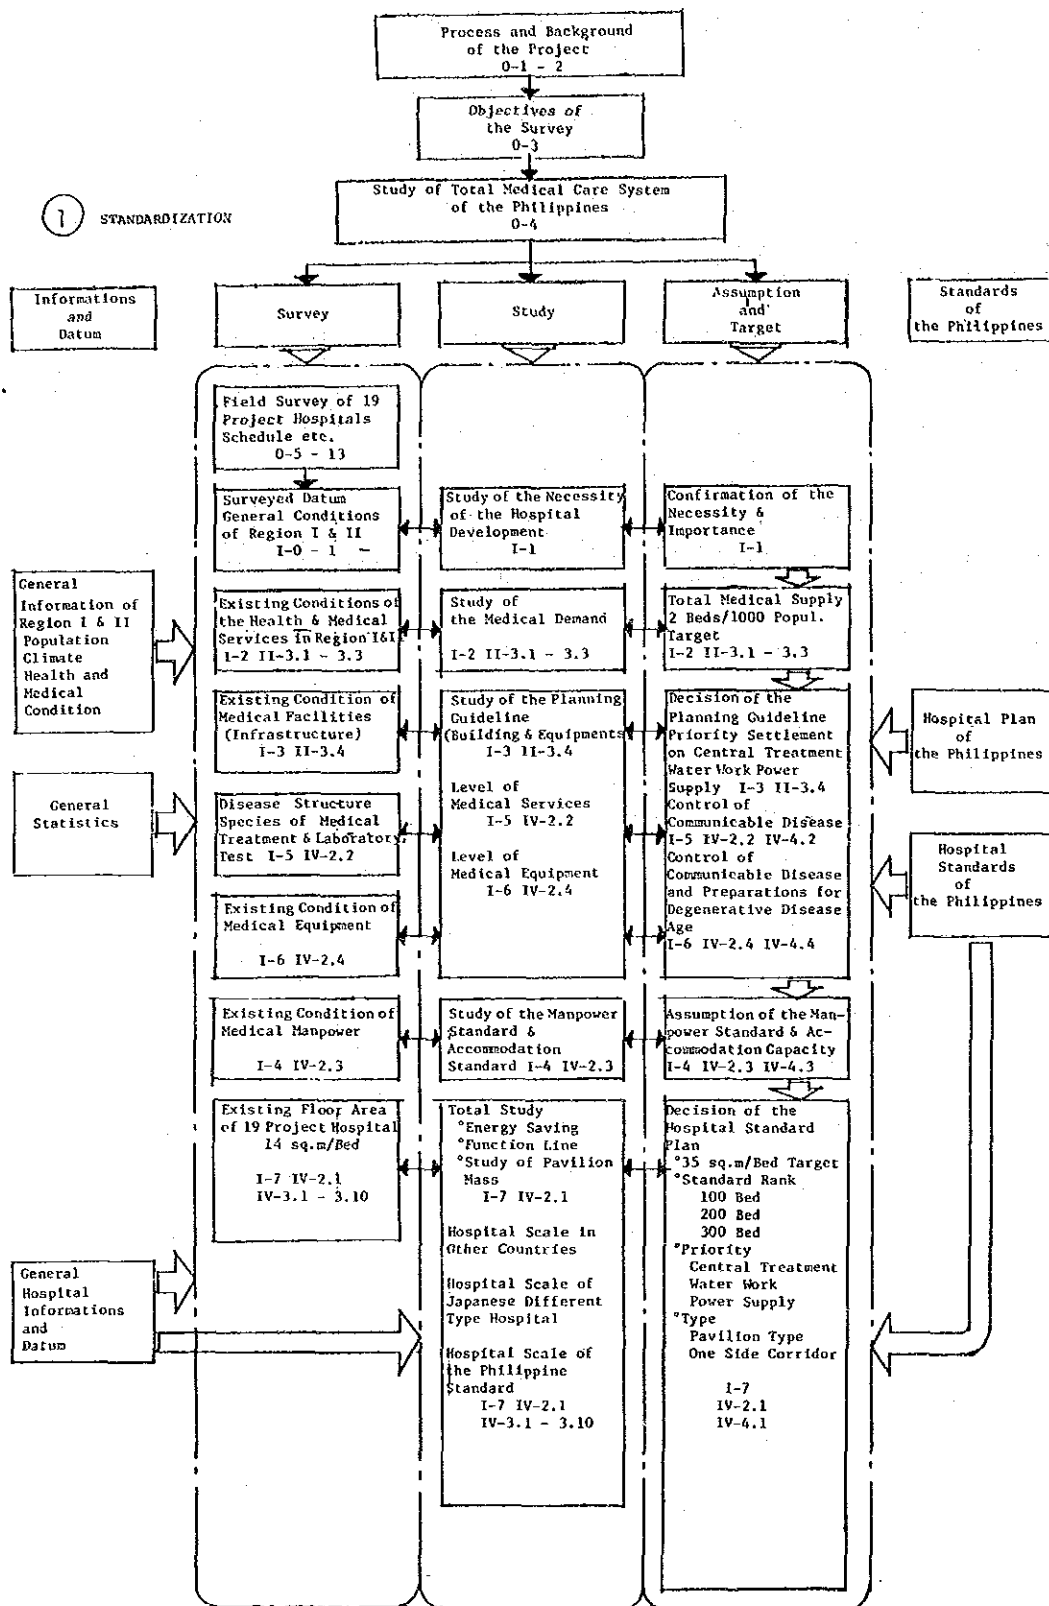 Process and Background
of the Project
0-1 - 2
Objectives of
the Survey
0-3
Study of Total Medical Care System
of the Philippines
0-4
1 STANDARDIZATION
Informations
and
Datum
Survey
Study
Assumption
and
Target
Standards
of
the Philippines
Field Survey of 19
Project Hospitals
Schedule etc.
0-5 - 13
Surveyed Datum
General Conditions
of Region I & II
I-0 - 1 -
Study of the Necessity
of the Hospital
Development
I-1
Confirmation of the
Necessity &
Importance
I-1
General
Information of
Region I & II
Population
Climate
Health and
Medical
Condition
Existing Conditions of
the Health & Medical
Services in Region I&I
I-2 II-3.1 - 3.3
Study of
the Medical Demand
I-2 II-3.1 - 3.3
Total Medical Supply
2 Beds/1000 Popul.
Target
I-2 II-3.1 - 3.3
Existing Condition of
Medical Facilities
(Infrastructure)
I-3 II-3.4
Study of the Planning
Guideline
(Building & Equipments)
I-3 II-3.4
Level of
Medical Services
I-5 IV-2.2
Level of
Medical Equipment
I-6 IV-2.4
Decision of the
Planning Guideline
Priority Settlement
on Central Treatment
Water Work Power
Supply I-3 II-3.4
Control of
Communicable Disease
I-5 IV-2.2 IV-4.2
Control of
Communicable Disease
and Preparations for
Degenerative Disease
Age
I-6 IV-2.4 IV-4.4
Hospital Plan
of
the Philippines
General
Statistics
Disease Structure
Species of Medical
Treatment & Laboratory
Test I-5 IV-2.2
Hospital
Standards
of
the Philippines
Existing Condition of
Medical Equipment
I-6 IV-2.4
Existing Condition of
Medical Manpower
I-4 IV-2.3
Study of the Manpower
Standard &
Accommodation
Standard I-4 IV-2.3
Assumption of the Man-
power Standard & Ac-
commodation Capacity
I-4 IV-2.3 IV-4.3
Existing Floor Area
of 19 Project Hospital
14 sq.m/Bed
I-7 IV-2.1
IV-3.1 - 3.10
Total Study
°Energy Saving
°Function Line
°Study of Pavilion
Mass
I-7 IV-2.1
Hospital Scale in
Other Countries
Hospital Scale of
Japanese Different
Type Hospital
Hospital Scale of
the Philippine
Standard
I-7 IV-2.1
IV-3.1 - 3.10
Decision of the
Hospital Standard
Plan
°35 sq.m/Bed Target
°Standard Rank
100 Bed
200 Bed
300 Bed
°Priority
Central Treatment
Water Work
Power Supply
°Type
Pavilion Type
One Side Corridor
I-7
IV-2.1
IV-4.1
General
Hospital
Informations
and
Datum